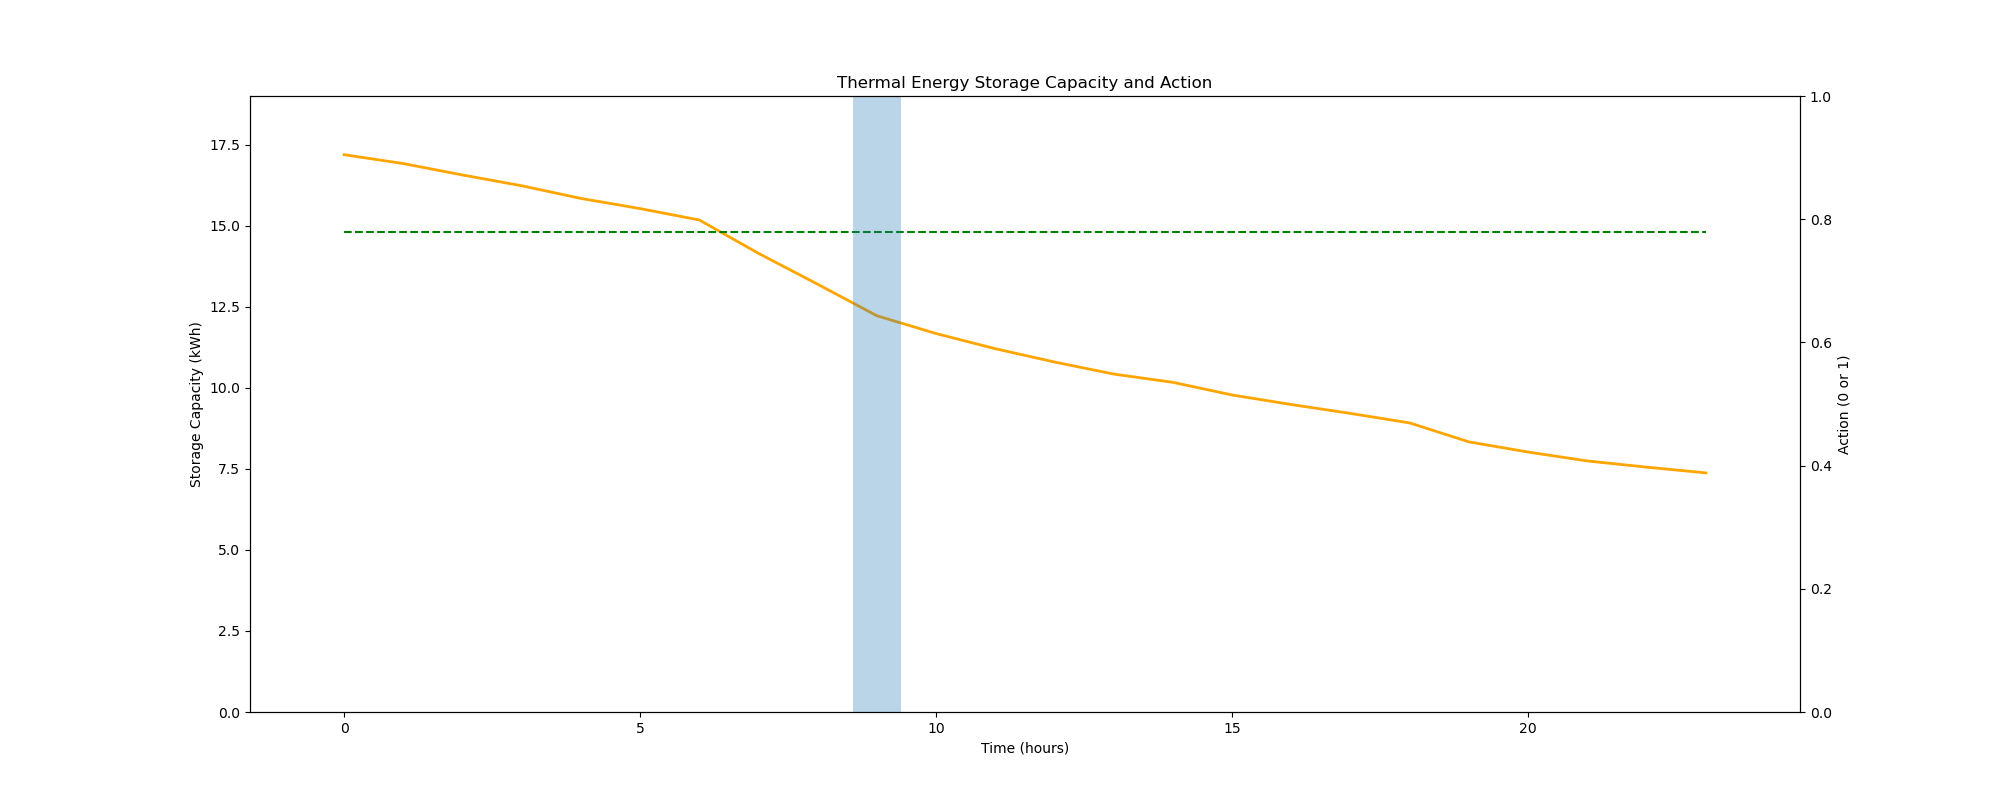 Thermal Energy Storage Capacity and Action
Storage Capacity (kWh)
17.5
15.0
12.5
10.0
7.5
5.0
2.5
0.0
1.0
0.8
0.6
0.4
0.2
0.0
Action (0 or 1)
0 5 10 15 20
Time (hours)